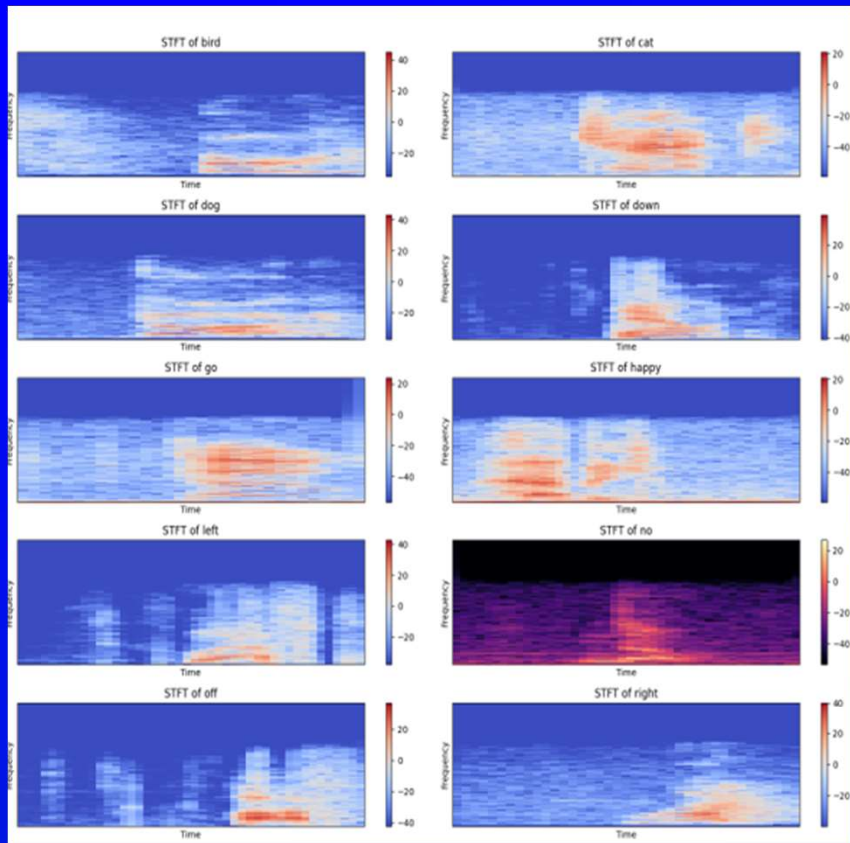 STFT of bird
Frequency
40
20
0
−20
Time
STFT of cat
Frequency
20
0
−20
−40
Time
STFT of dog
Frequency
40
20
0
−20
Time
STFT of down
Frequency
20
0
−20
−40
Time
STFT of go
Frequency
20
0
−20
−40
Time
STFT of happy
Frequency
20
0
−20
−40
Time
STFT of left
Frequency
40
20
0
−20
Time
STFT of no
Frequency
20
0
−20
−40
Time
STFT of off
Frequency
20
0
−20
−40
Time
STFT of right
Frequency
40
20
0
−20
Time